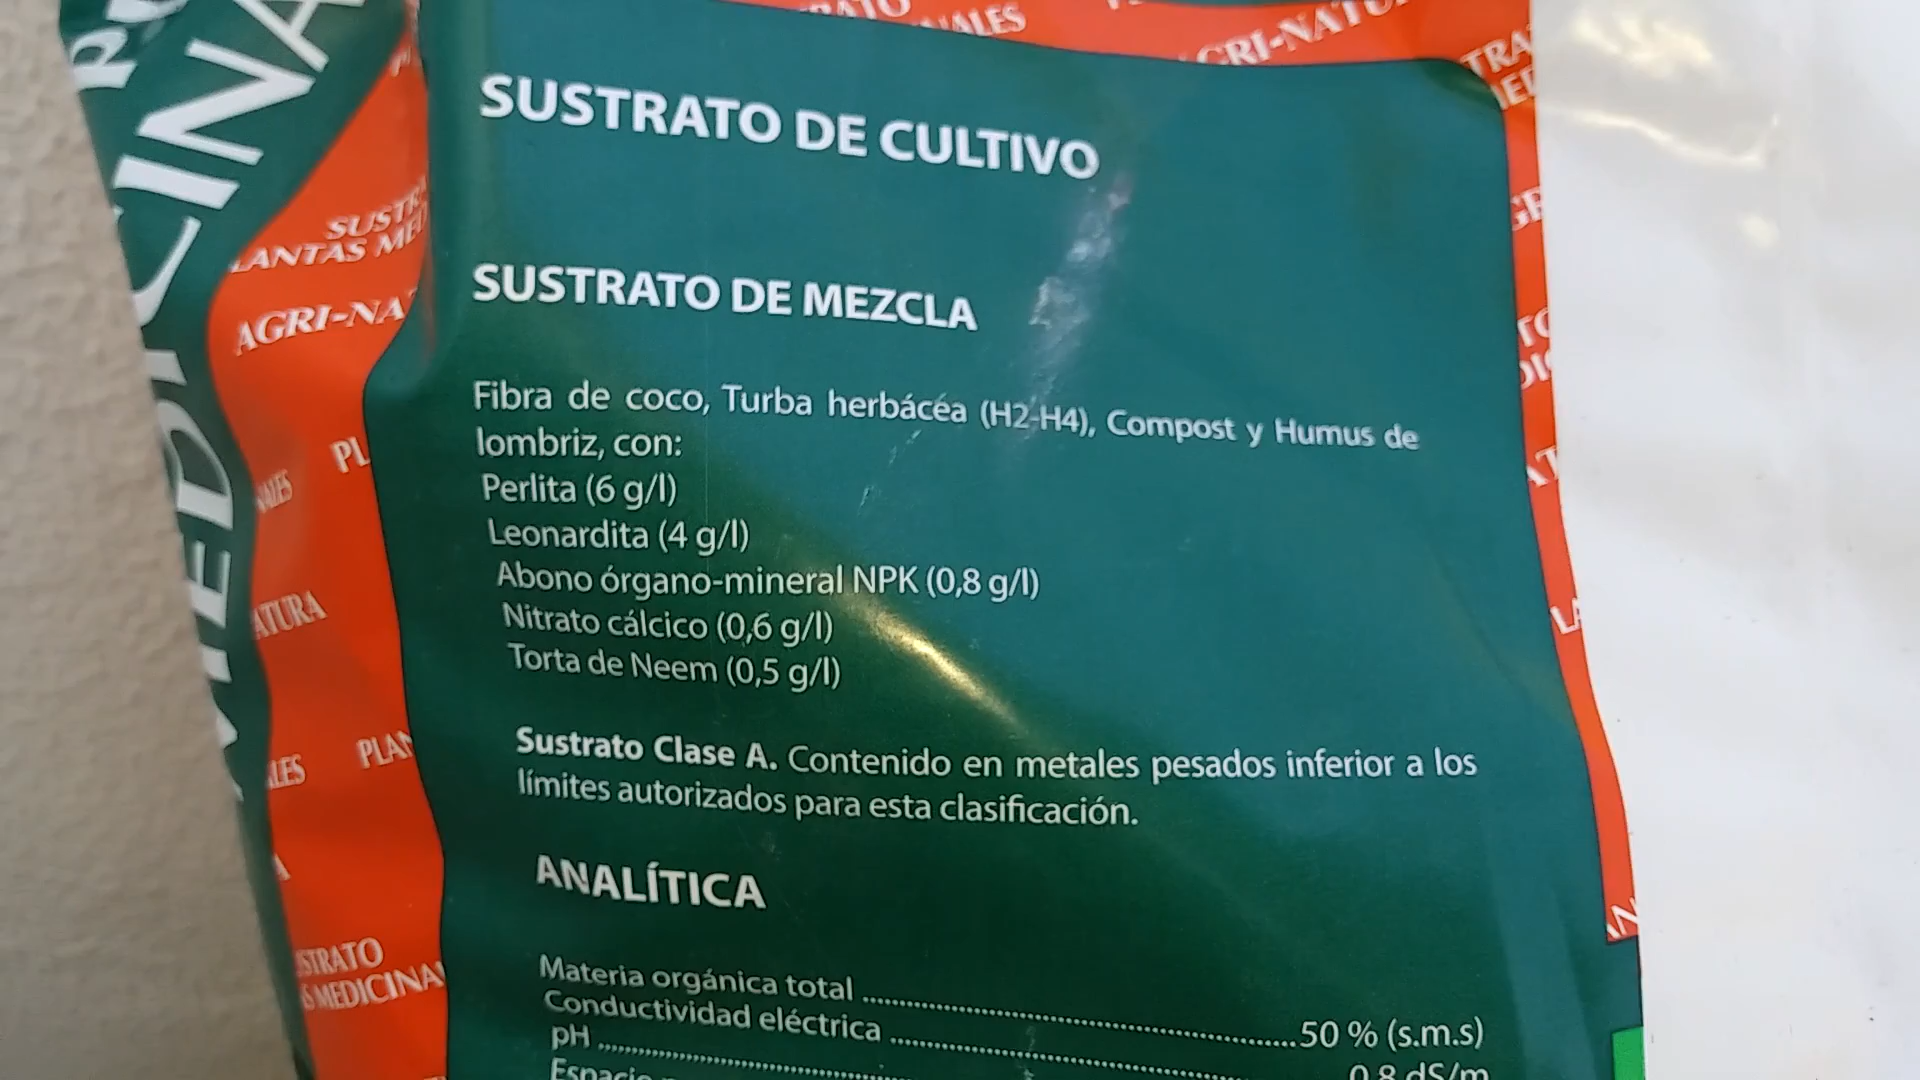 MEDICINA
SUSTRATO DE CULTIVO
SUSTRATO DE MEZCLA
Fibra de coco, Turba herbácea (H2-H4), Compost y Humus de
lombriz, con:
Perlita (6 g/l)
Leonardita (4 g/l)
Abono órgano-mineral NPK (0,8 g/l)
Nitrato cálcico (0,6 g/l)
Torta de Neem (0,5 g/l)
Sustrato Clase A. Contenido en metales pesados inferior a los
límites autorizados para esta clasificación.
ANALÍTICA
Materia orgánica total ........ 50 % (s.m.s)
Conductividad eléctrica ........ 0,8 dS/m
pH ........